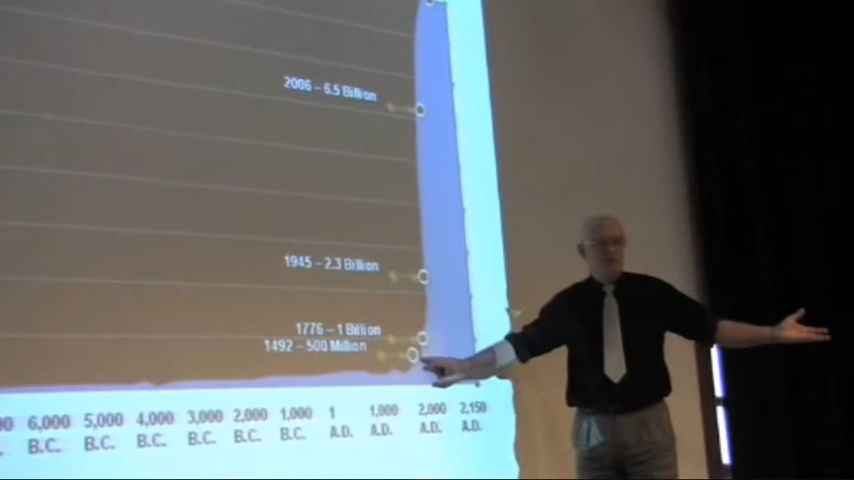 2006 – 6.5 Billion
1945 – 2.3 Billion
1776 – 1 Billion
1492 – 500 Million
6,000 5,000 4,000 3,000 2,000 1,000 1 1,000 2,000 2,150
B.C. B.C. B.C. B.C. B.C. B.C. A.D. A.D. A.D. A.D.